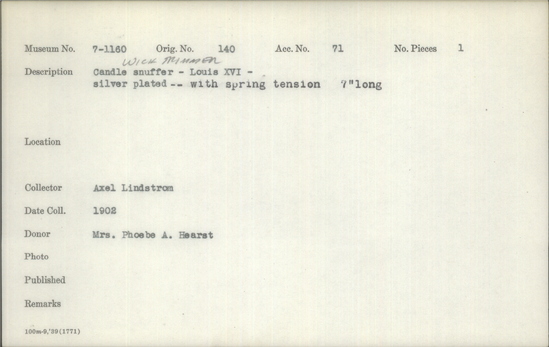 Museum No. 7-1160 Orig. No. 140 Acc. No. 71 No. Pieces 1
WICK TRIMMER
Description Candle snuffer - Louis XVI -
silver plated -- with spring tension 7"long
Location
Collector Axel Lindstrom
Date Coll. 1902
Donor Mrs. Phoebe A. Hearst
Photo
Published
Remarks
100m-9,'39(1771)